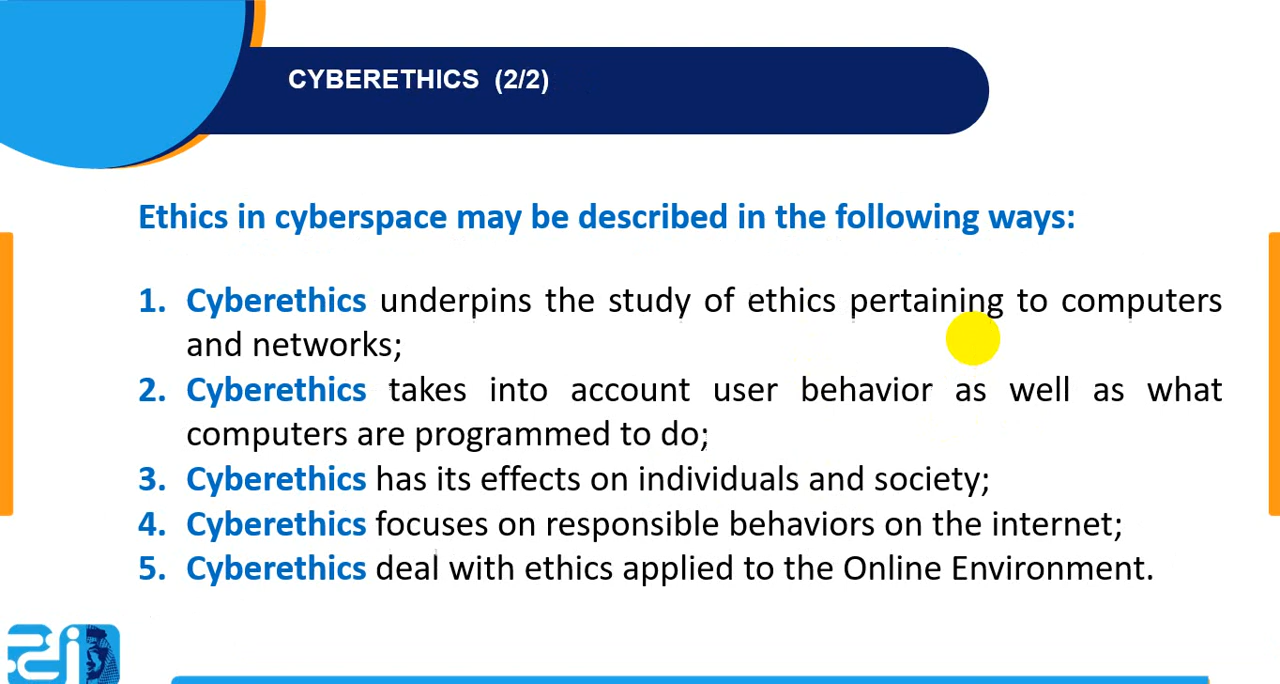 CYBERETHICS (2/2)
Ethics in cyberspace may be described in the following ways:
1. Cyberethics underpins the study of ethics pertaining to computers
and networks;
2. Cyberethics takes into account user behavior as well as what
computers are programmed to do;
3. Cyberethics has its effects on individuals and society;
4. Cyberethics focuses on responsible behaviors on the internet;
5. Cyberethics deal with ethics applied to the Online Environment.